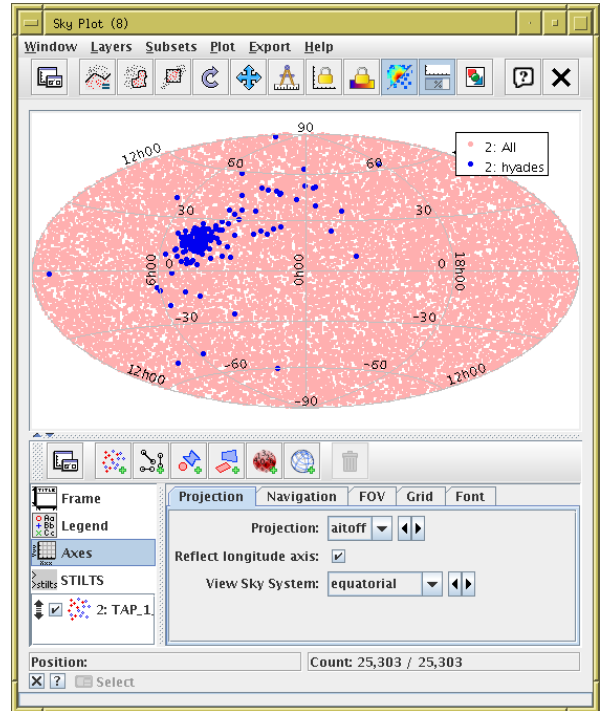 Sky Plot (8)
Window Layers Subsets Plot Export Help
90
2: All
2: hyades
12h00
60
60
30
30
0
6h00
0h00
0
18h00
-30
-30
-60
-60
12h00
12h00
-90
Frame
Legend
Axes
STILTS
2: TAP_1_
Projection Navigation FOV Grid Font
Projection: aitoff
Reflect longitude axis:
View Sky System: equatorial
Position: Count: 25,303 / 25,303
Select